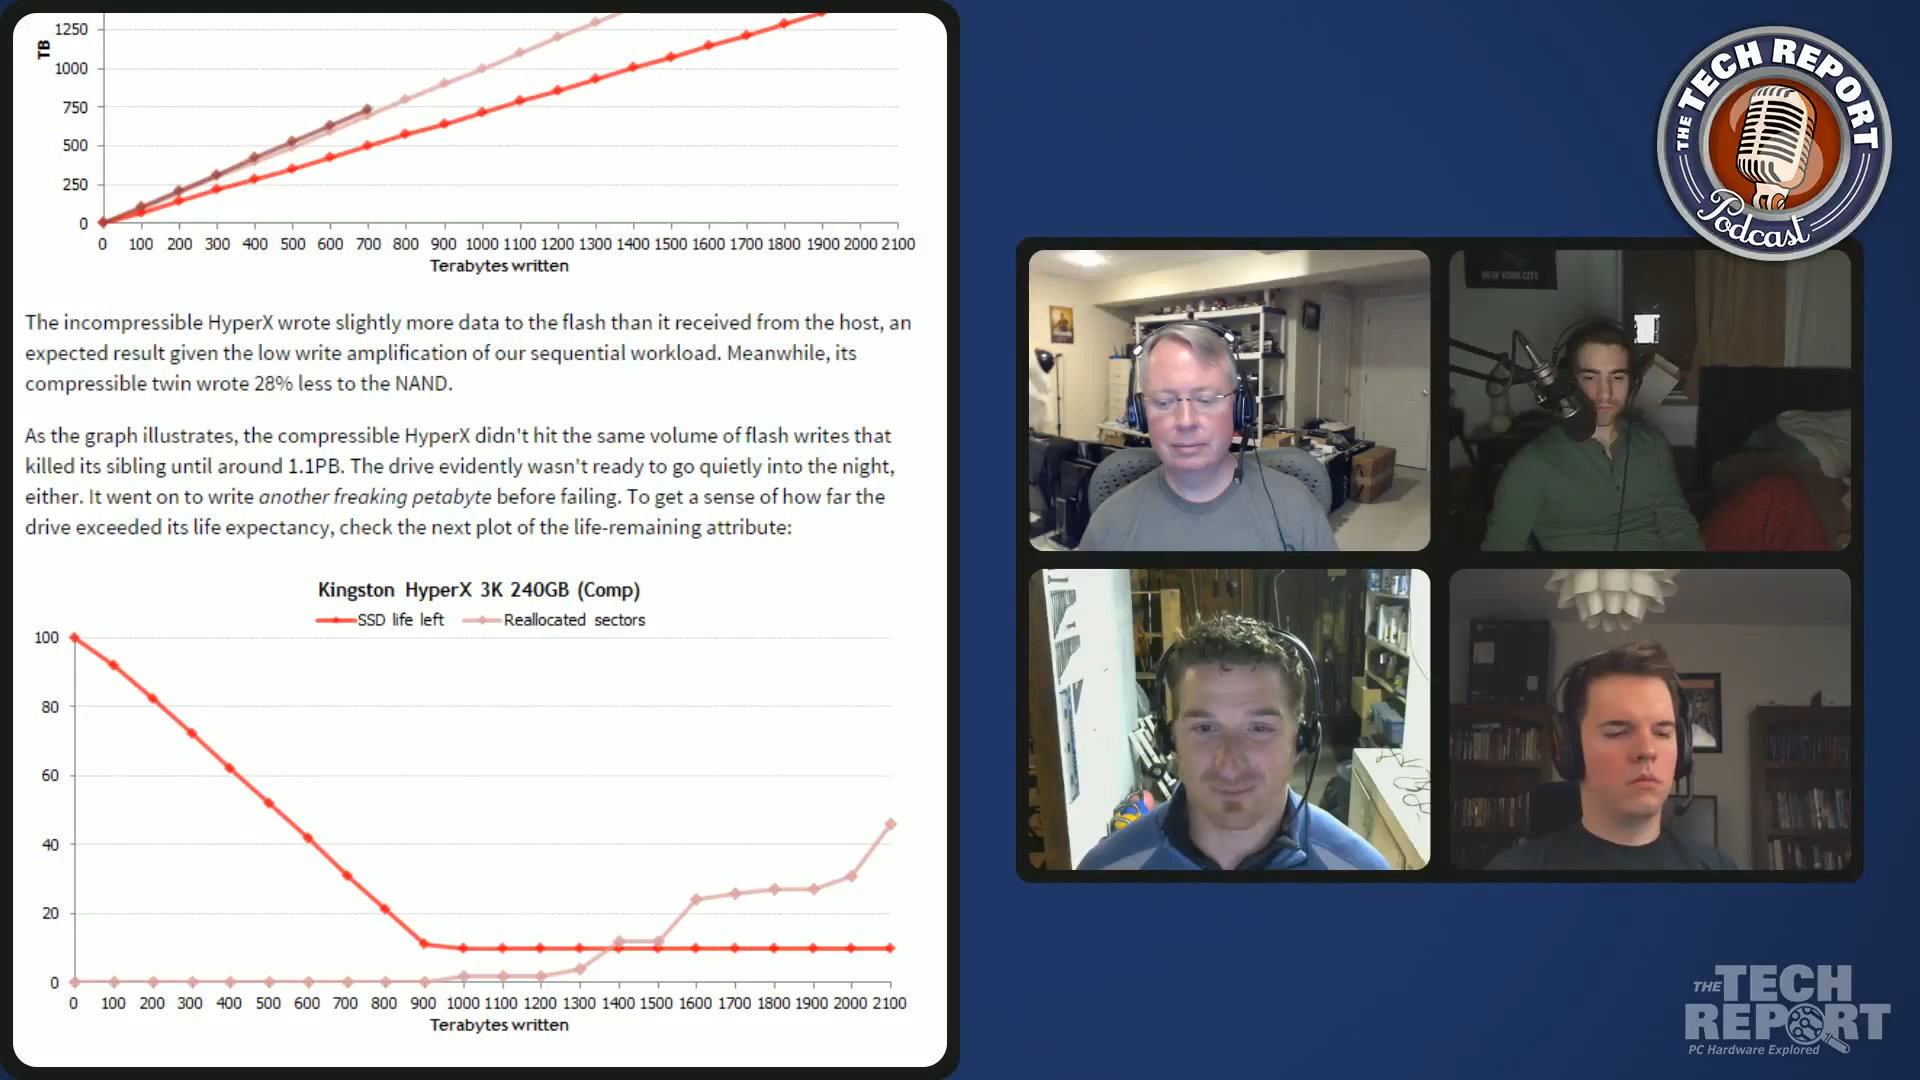 1250
TB
1000
750
500
250
0
0 100 200 300 400 500 600 700 800 900 1000 1100 1200 1300 1400 1500 1600 1700 1800 1900 2000 2100
Terabytes written
The incompressible HyperX wrote slightly more data to the flash than it received from the host, an
expected result given the low write amplification of our sequential workload. Meanwhile, its
compressible twin wrote 28% less to the NAND.
As the graph illustrates, the compressible HyperX didn't hit the same volume of flash writes that
killed its sibling until around 1.1PB. The drive evidently wasn't ready to go quietly into the night,
either. It went on to write another freaking petabyte before failing. To get a sense of how far the
drive exceeded its life expectancy, check the next plot of the life-remaining attribute:
Kingston HyperX 3K 240GB (Comp)
SSD life left Reallocated sectors
100
80
60
40
20
0
0 100 200 300 400 500 600 700 800 900 1000 1100 1200 1300 1400 1500 1600 1700 1800 1900 2000 2100
Terabytes written
THE TECH REPORT
Podcast
NEW YORK CITY
THE TECH
REPORT
PC Hardware Explored